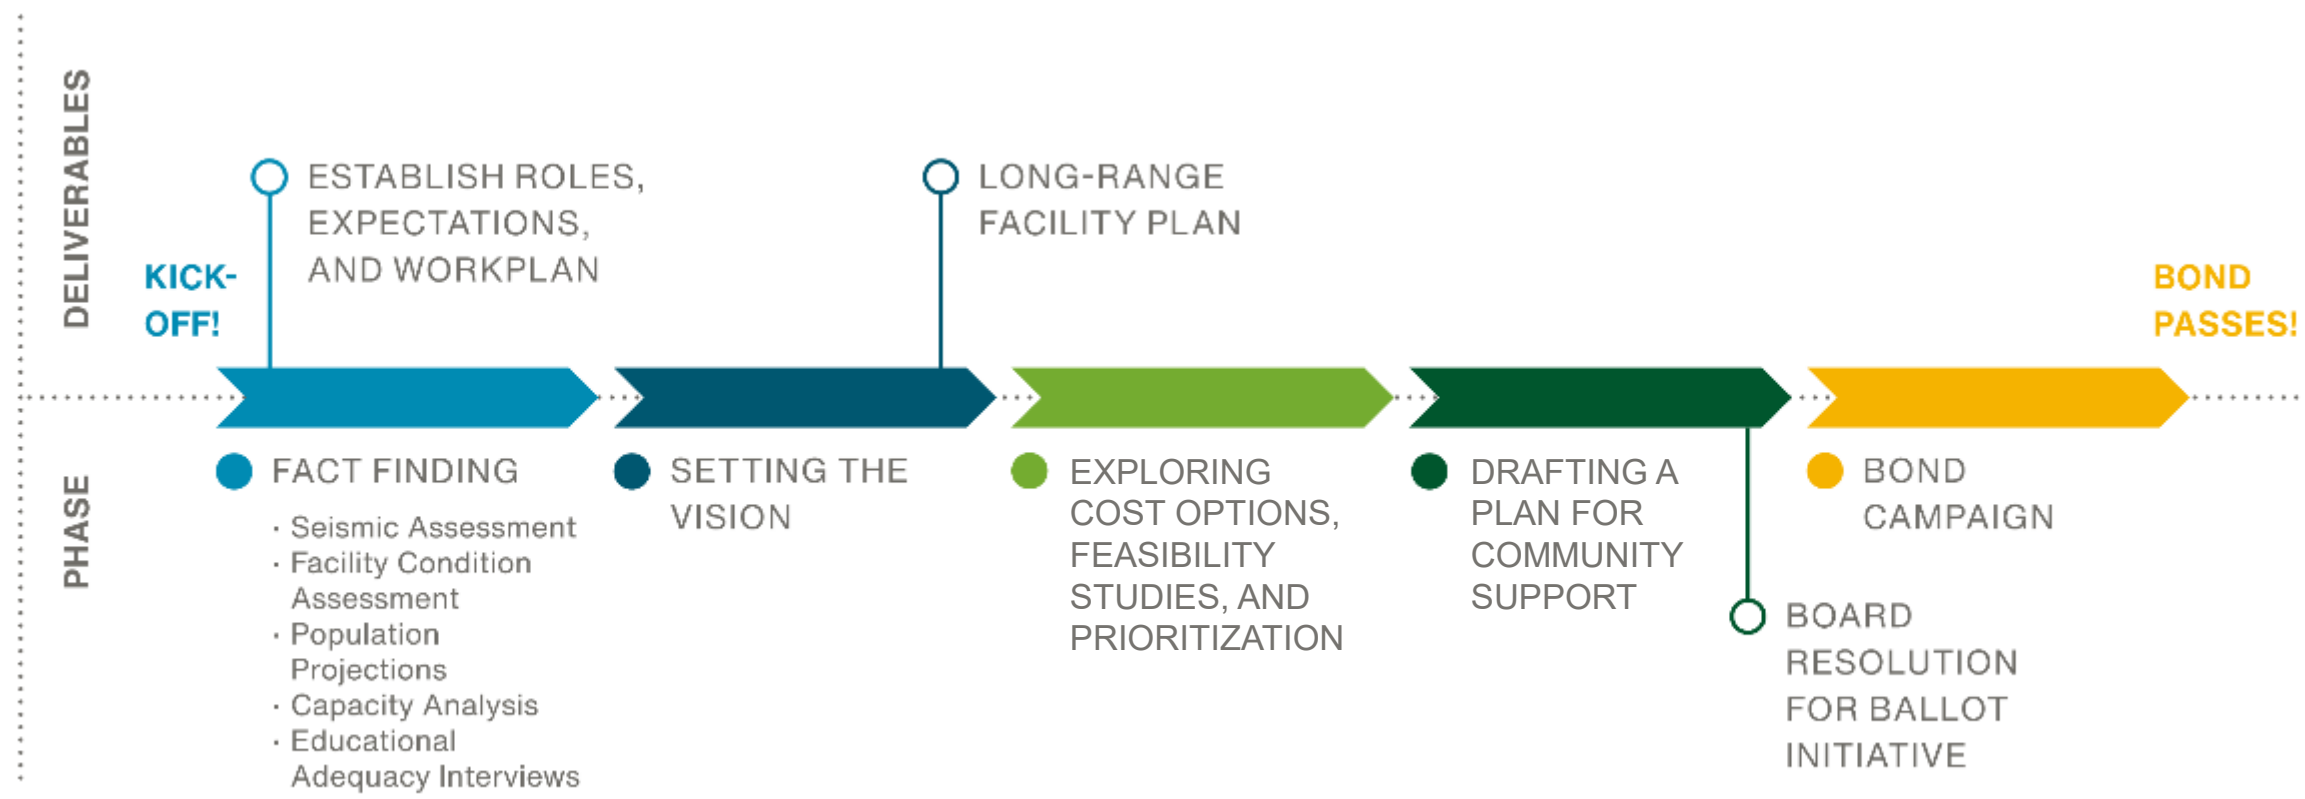 DELIVERABLES
KICK-
OFF!
ESTABLISH ROLES,
EXPECTATIONS,
AND WORKPLAN
LONG-RANGE
FACILITY PLAN
BOND
PASSES!
PHASE
FACT FINDING
· Seismic Assessment
· Facility Condition
Assessment
· Population
Projections
· Capacity Analysis
· Educational
Adequacy Interviews
SETTING THE
VISION
EXPLORING
COST OPTIONS,
FEASIBILITY
STUDIES, AND
PRIORITIZATION
DRAFTING A
PLAN FOR
COMMUNITY
SUPPORT
BOARD
RESOLUTION
FOR BALLOT
INITIATIVE
BOND
CAMPAIGN